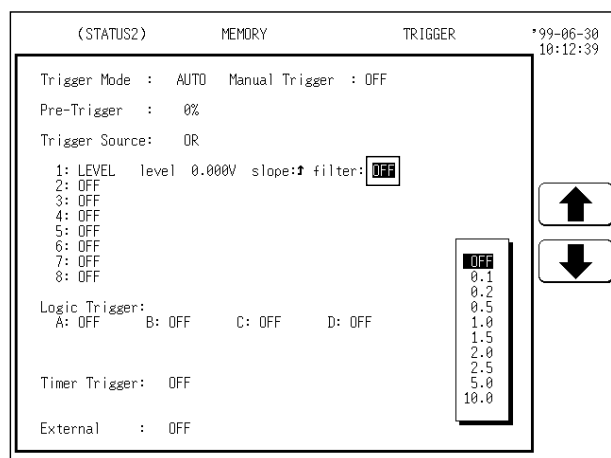 (STATUS2) MEMORY TRIGGER '99-06-30
10:12:39
Trigger Mode : AUTO Manual Trigger : OFF
Pre-Trigger : 0%
Trigger Source: OR
1: LEVEL level 0.000V slope:↥ filter: OFF
2: OFF
3: OFF
4: OFF
5: OFF
6: OFF
7: OFF
8: OFF
Logic Trigger:
A: OFF B: OFF C: OFF D: OFF
Timer Trigger: OFF
External : OFF
OFF
0.1
0.2
0.5
1.0
1.5
2.0
2.5
5.0
10.0